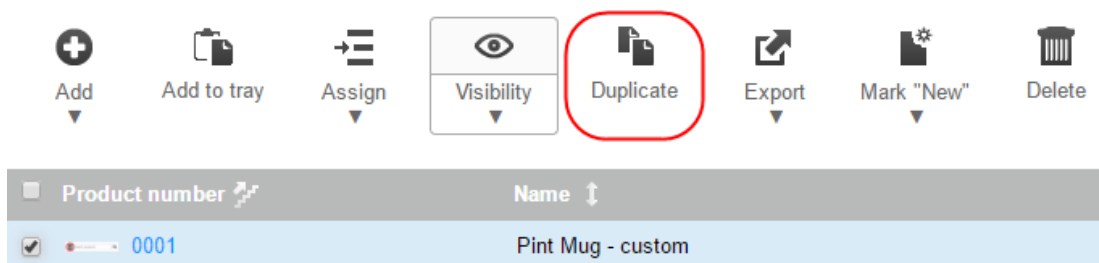 Add Add to tray Assign Visibility Duplicate Export Mark "New" Delete
Product number Name
0001 Pint Mug - custom